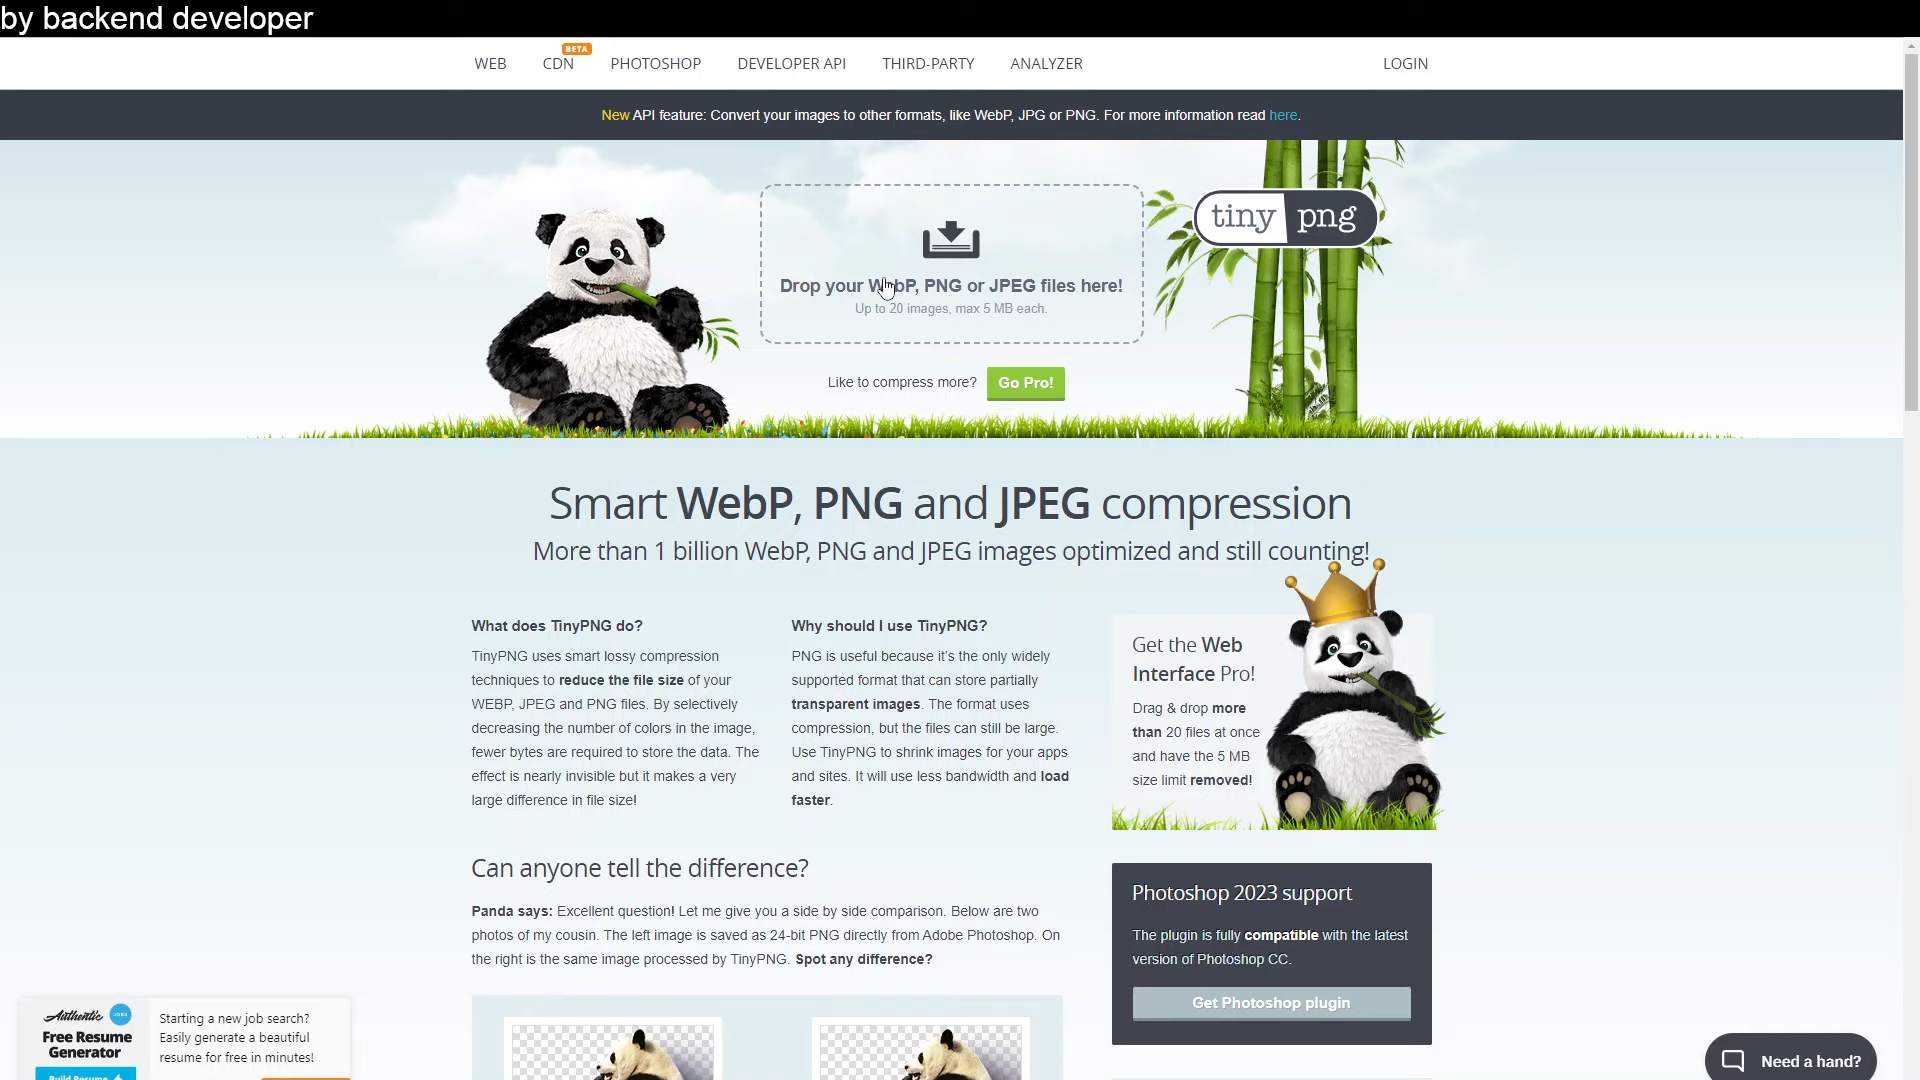 by backend developer
WEB
CDN
BETA
PHOTOSHOP
DEVELOPER API
THIRD-PARTY
ANALYZER
LOGIN
New API feature: Convert your images to other formats, like WebP, JPG or PNG. For more information read here.
tiny png
Drop your WebP, PNG or JPEG files here!
Up to 20 images, max 5 MB each.
Like to compress more?
Go Pro!
Smart WebP, PNG and JPEG compression
More than 1 billion WebP, PNG and JPEG images optimized and still counting!
What does TinyPNG do?
TinyPNG uses smart lossy compression
techniques to reduce the file size of your
WEBP, JPEG and PNG files. By selectively
decreasing the number of colors in the image,
fewer bytes are required to store the data. The
effect is nearly invisible but it makes a very
large difference in file size!
Why should I use TinyPNG?
PNG is useful because it's the only widely
supported format that can store partially
transparent images. The format uses
compression, but the files can still be large.
Use TinyPNG to shrink images for your apps
and sites. It will use less bandwidth and load
faster.
Get the Web
Interface Pro!
Drag & drop more
than 20 files at once
and have the 5 MB
size limit removed!
Can anyone tell the difference?
Panda says: Excellent question! Let me give you a side by side comparison. Below are two
photos of my cousin. The left image is saved as 24-bit PNG directly from Adobe Photoshop. On
the right is the same image processed by TinyPNG. Spot any difference?
Photoshop 2023 support
The plugin is fully compatible with the latest
version of Photoshop CC.
Get Photoshop plugin
Authentic JOBS
Free Resume
Generator
Build Resume
Starting a new job search?
Easily generate a beautiful
resume for free in minutes!
Need a hand?